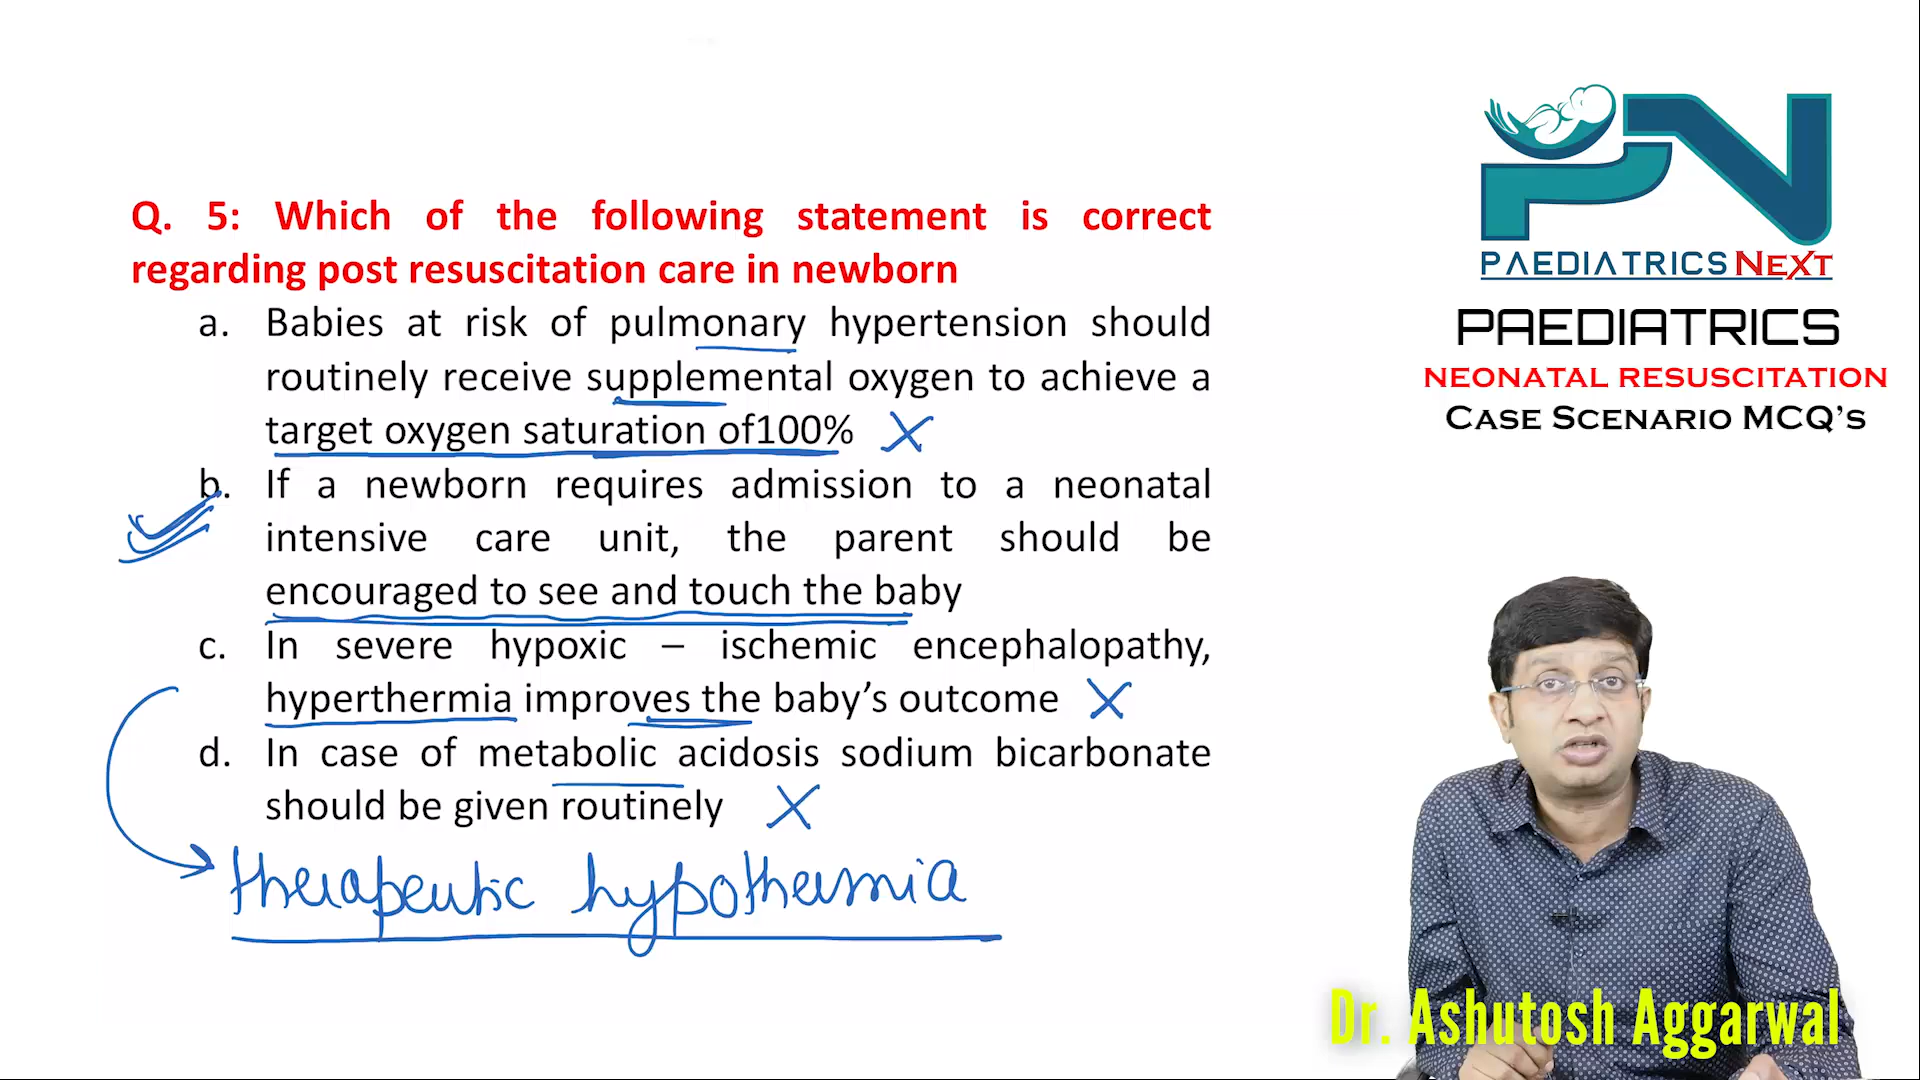 Q. 5: Which of the following statement is correct
regarding post resuscitation care in newborn
a. Babies at risk of pulmonary hypertension should
routinely receive supplemental oxygen to achieve a
target oxygen saturation of100%
b. If a newborn requires admission to a neonatal
intensive care unit, the parent should be
encouraged to see and touch the baby
c. In severe hypoxic – ischemic encephalopathy,
hyperthermia improves the baby’s outcome
d. In case of metabolic acidosis sodium bicarbonate
should be given routinely
therapeutic hypothermia
PN
PAEDIATRICS NEXT
PAEDIATRICS
NEONATAL RESUSCITATION
CASE SCENARIO MCQ’S
Dr. Ashutosh Aggarwal